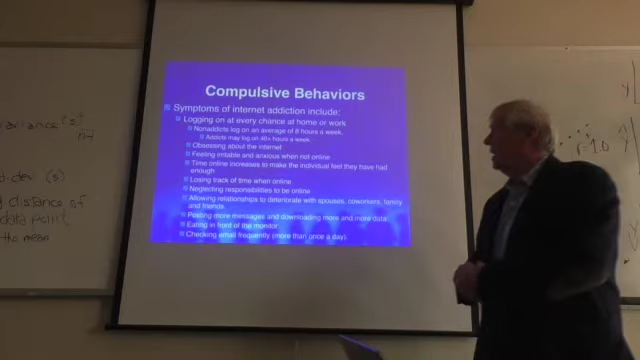 Compulsive Behaviors
Symptoms of internet addiction include:
Logging on at every chance at home or work
Nonaddicts log on an average of 8 hours a week.
Addicts may log on 40+ hours a week.
Obsessing about the internet
Feeling irritable and anxious when not online
Time online increases to make the individual feel they have had
enough
Losing track of time when online
Neglecting responsibilities to be online
Allowing relationships to deteriorate with spouses, coworkers, family
and friends.
Posting more messages and downloading more and more data
Eating in front of the monitor
Checking email frequently (more than once a day).
(s)
distance of
data point
the mean
r=1.0
y